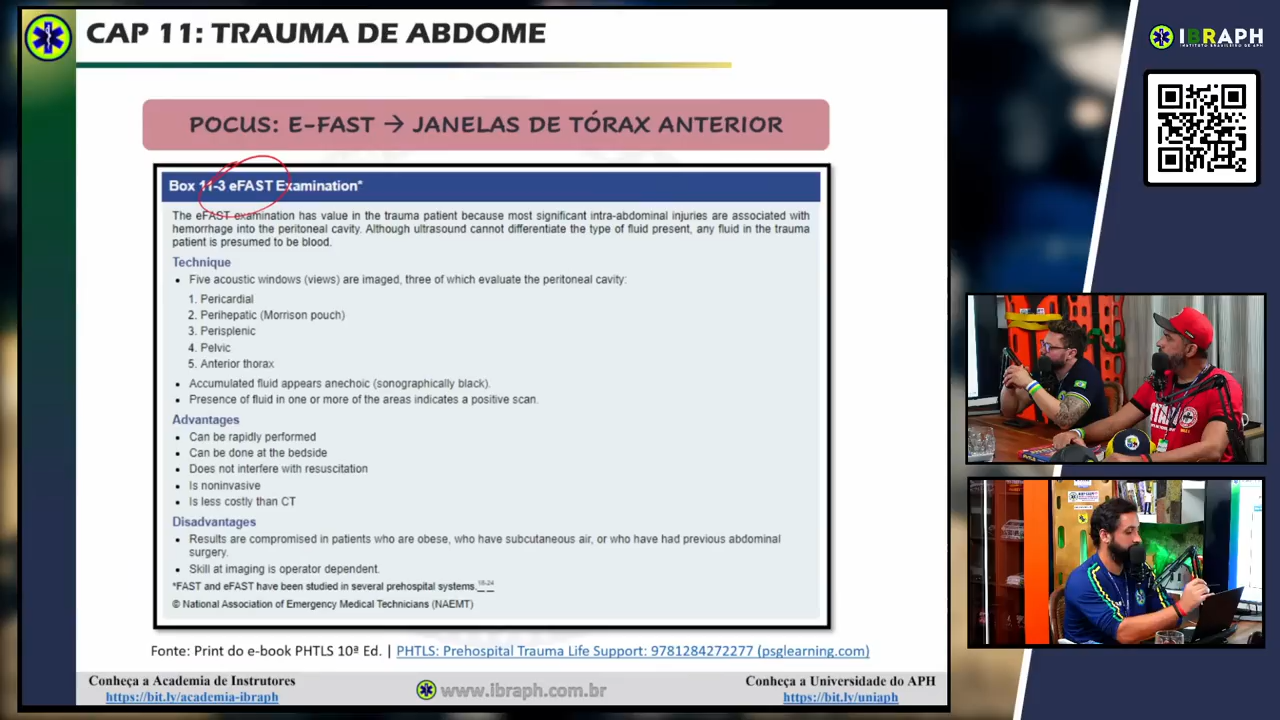 CAP 11: TRAUMA DE ABDOME
IBRAPH
INSTITUTO BRASILEIRO DE APH
POCUS: E-FAST → JANELAS DE TÓRAX ANTERIOR
Box 11-3 eFAST Examination*
The eFAST examination has value in the trauma patient because most significant intra-abdominal injuries are associated with
hemorrhage into the peritoneal cavity. Although ultrasound cannot differentiate the type of fluid present, any fluid in the trauma
patient is presumed to be blood.
Technique
• Five acoustic windows (views) are imaged, three of which evaluate the peritoneal cavity:
1. Pericardial
2. Perihepatic (Morrison pouch)
3. Perisplenic
4. Pelvic
5. Anterior thorax
• Accumulated fluid appears anechoic (sonographically black).
• Presence of fluid in one or more of the areas indicates a positive scan.
Advantages
• Can be rapidly performed
• Can be done at the bedside
• Does not interfere with resuscitation
• Is noninvasive
• Is less costly than CT
Disadvantages
• Results are compromised in patients who are obese, who have subcutaneous air, or who have had previous abdominal
surgery.
• Skill at imaging is operator dependent.
*FAST and eFAST have been studied in several prehospital systems.18-24
© National Association of Emergency Medical Technicians (NAEMT)
Fonte: Print do e-book PHTLS 10ª Ed. | PHTLS: Prehospital Trauma Life Support: 9781284272277 (psglearning.com)
Conheça a Academia de Instrutores
https://bit.ly/academia-ibraph
www.ibraph.com.br
Conheça a Universidade do APH
https://bit.ly/uniaph